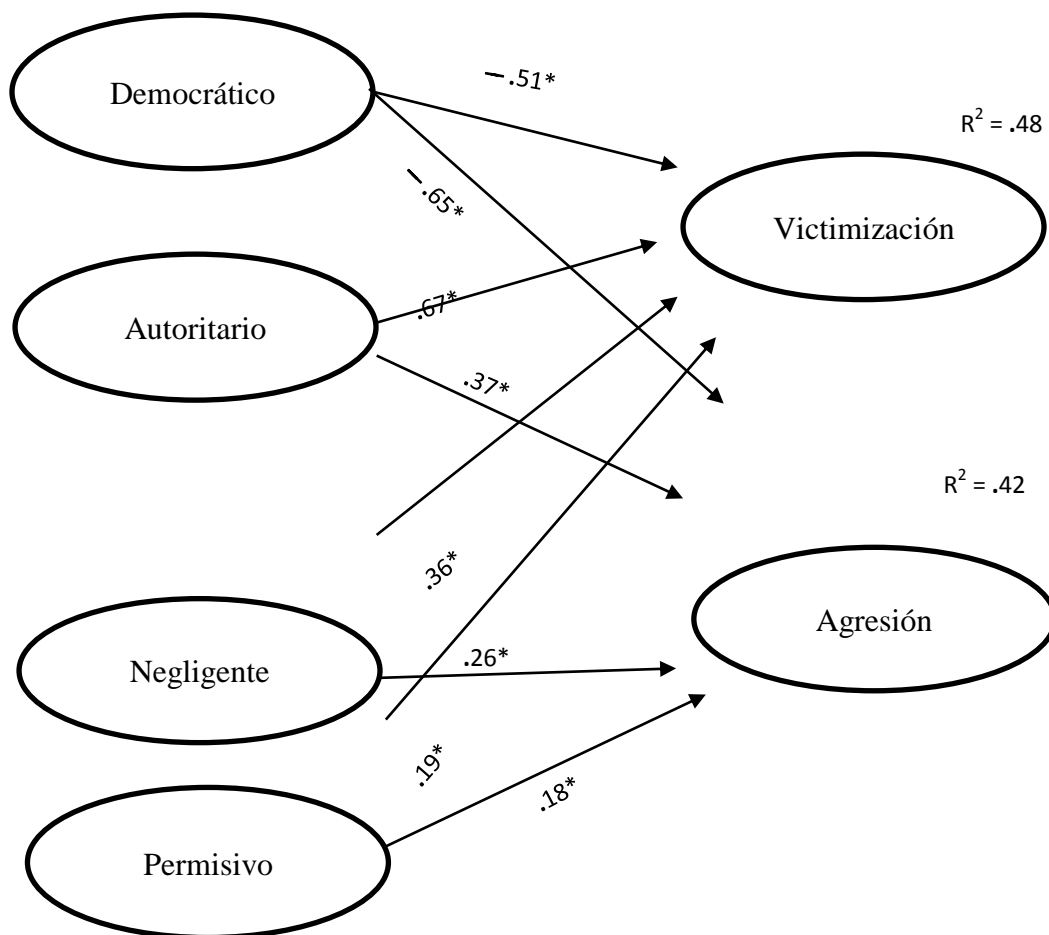 Democrático
— .51*
R² = .48
— .65*
Victimización
Autoritario
.67*
.37*
R² = .42
.36*
Agresión
Negligente
.26*
.19*
.18*
Permisivo